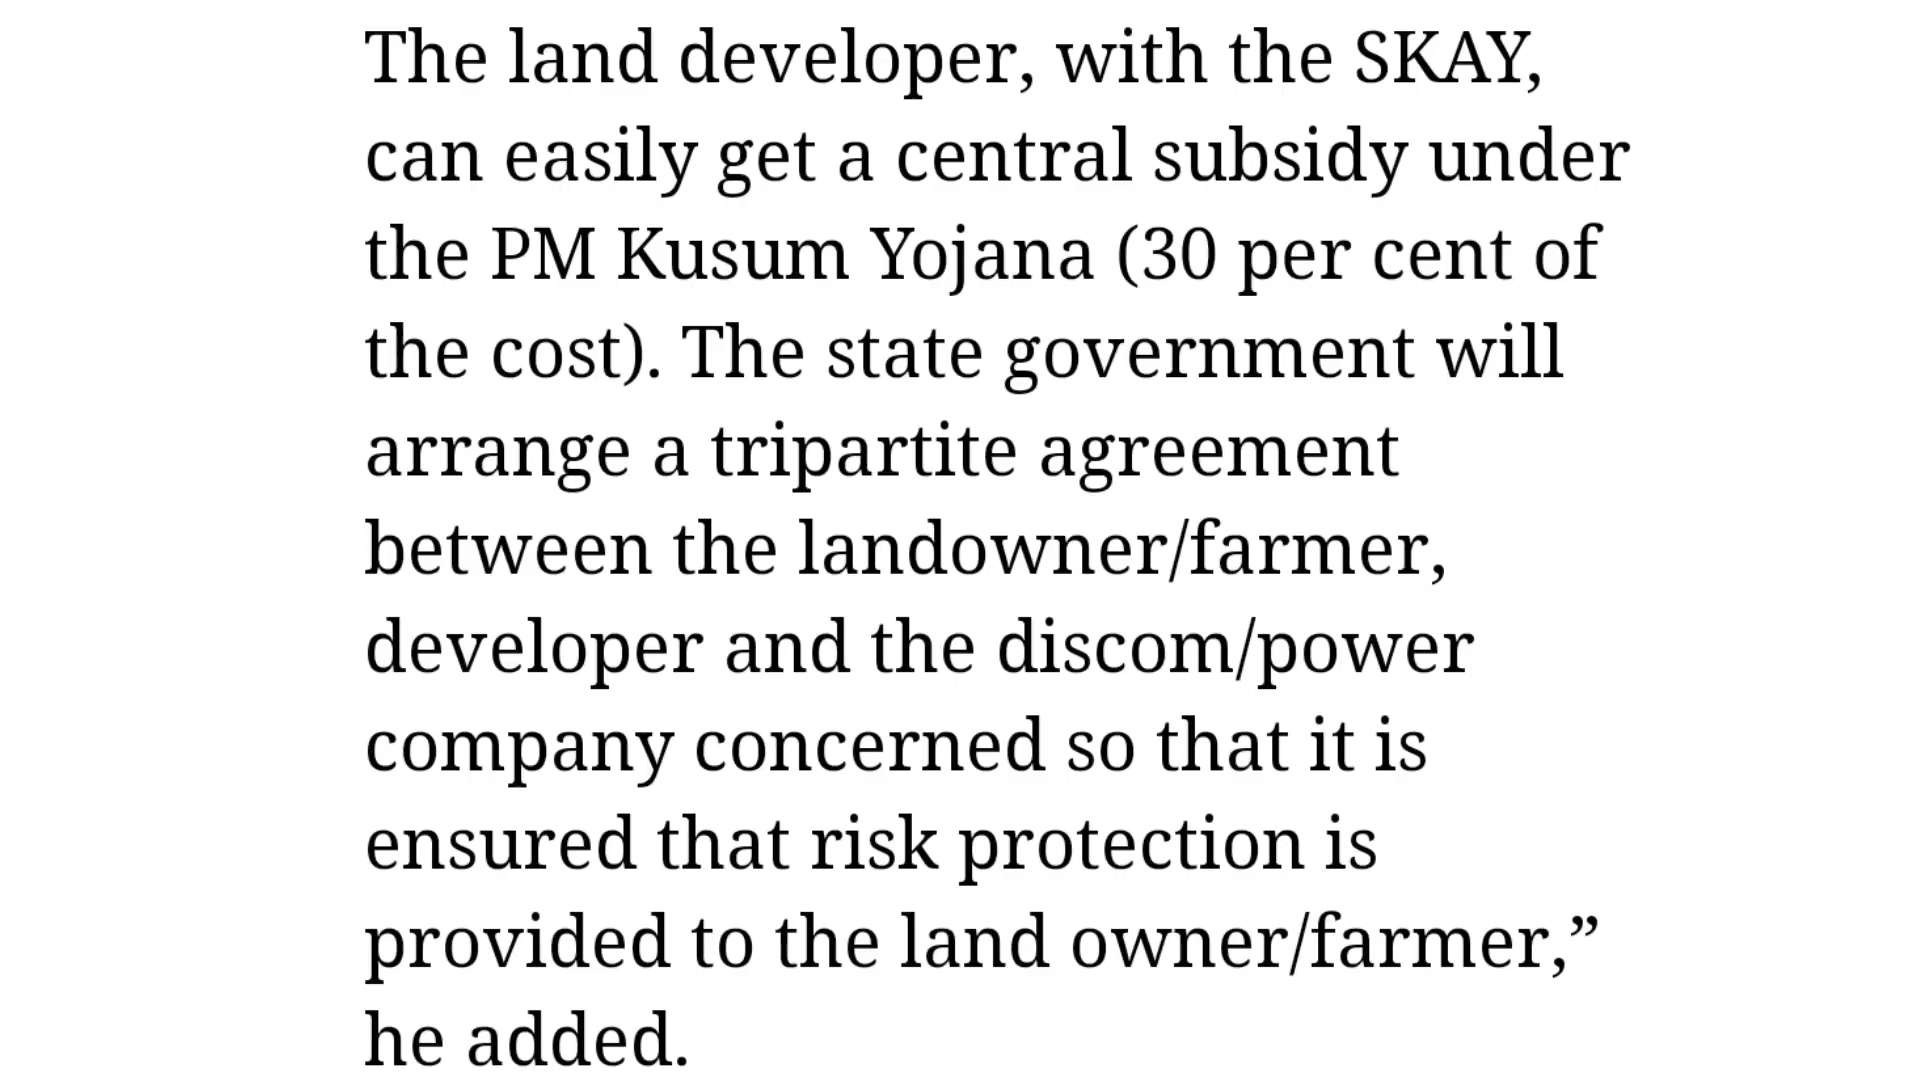 The land developer, with the SKAY,
can easily get a central subsidy under
the PM Kusum Yojana (30 per cent of
the cost). The state government will
arrange a tripartite agreement
between the landowner/farmer,
developer and the discom/power
company concerned so that it is
ensured that risk protection is
provided to the land owner/farmer,”
he added.